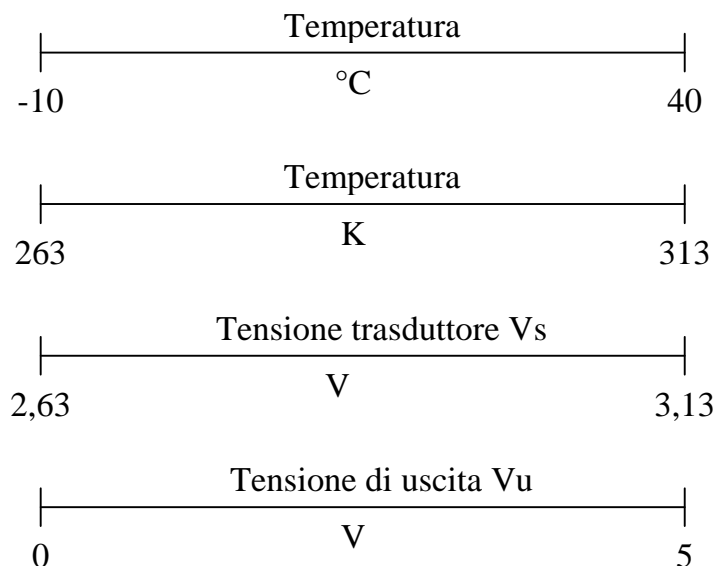 Temperatura
°C
-10 40
Temperatura
K
263 313
Tensione trasduttore Vs
V
2,63 3,13
Tensione di uscita Vu
V
0 5